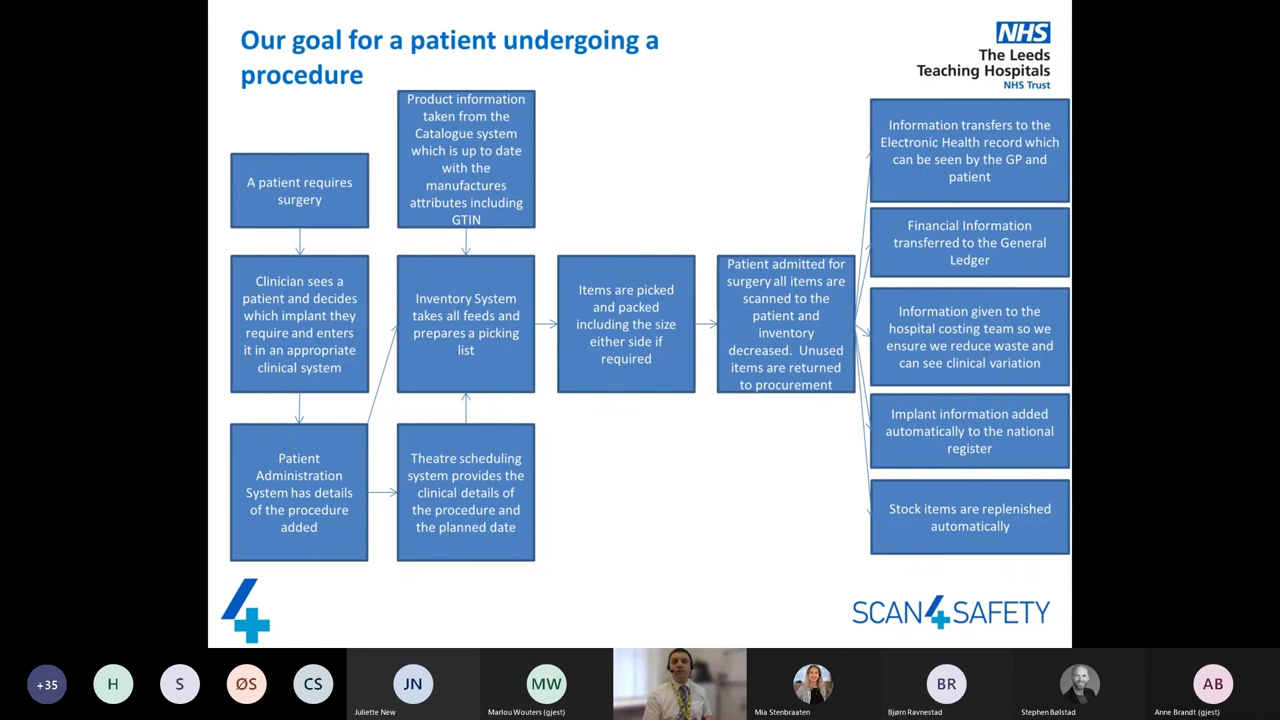 Our goal for a patient undergoing a
procedure
NHS
The Leeds
Teaching Hospitals
NHS Trust
A patient requires
surgery
Clinician sees a
patient and decides
which implant they
require and enters
it in an appropriate
clinical system
Patient
Administration
System has details
of the procedure
added
Product information
taken from the
Catalogue system
which is up to date
with the
manufactures
attributes including
GTIN
Inventory System
takes all feeds and
prepares a picking
list
Theatre scheduling
system provides the
clinical details of
the procedure and
the planned date
Items are picked
and packed
including the size
either side if
required
Patient admitted for
surgery all items are
scanned to the
patient and
inventory
decreased. Unused
items are returned
to procurement
Information transfers to the
Electronic Health record which
can be seen by the GP and
patient
Financial Information
transferred to the General
Ledger
Information given to the
hospital costing team so we
ensure we reduce waste and
can see clinical variation
Implant information added
automatically to the national
register
Stock items are replenished
automatically
4
SCAN4SAFETY
+35
H
S
ØS
CS
JN
Juliette New
MW
Marlou Wouters (gjest)
Mia Stenbraaten
BR
Bjørn Ravnestad
Stephen Bølstad
AB
Anne Brandt (gjest)